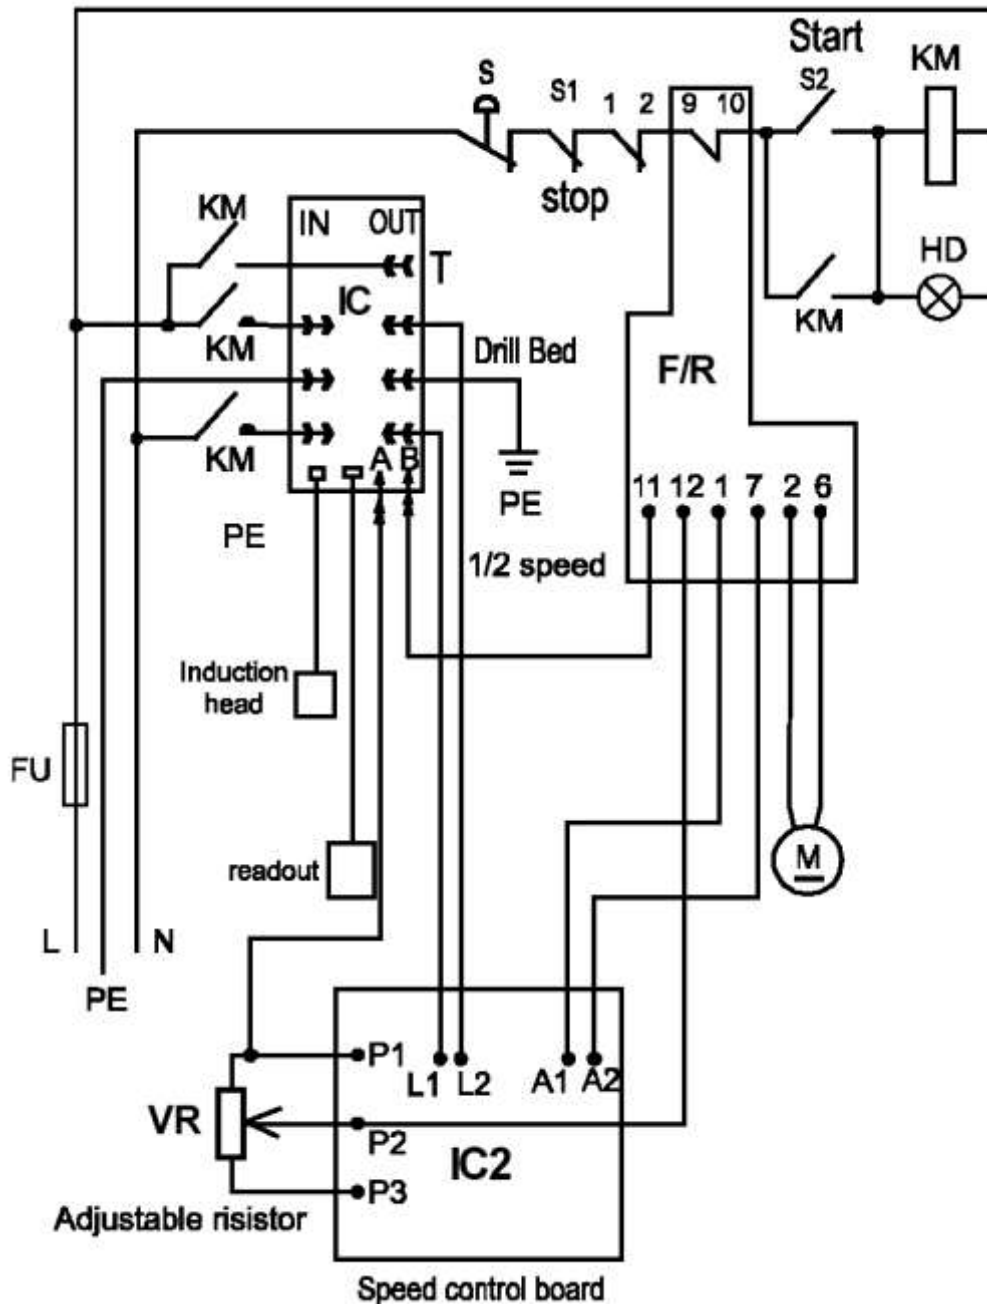 Start
S
S1
1 2
9 10
S2
KM
stop
KM
IN OUT
T
HD
IC
KM
KM
Drill Bed
F/R
KM
A B
11 12 1 7 2 6
PE
PE
1/2 speed
Induction
head
FU
M
readout
L
N
PE
P1
L1 L2
A1 A2
VR
P2
IC2
P3
Adjustable risistor
Speed control board